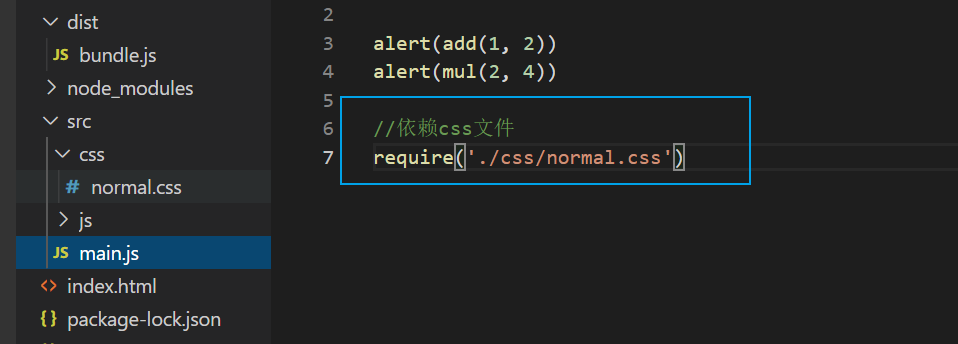 dist
JS bundle.js
node_modules
src
css
# normal.css
js
JS main.js
<> index.html
{} package-lock.json
2
3 alert(add(1, 2))
4 alert(mul(2, 4))
5
6 //依赖css文件
7 require('./css/normal.css')